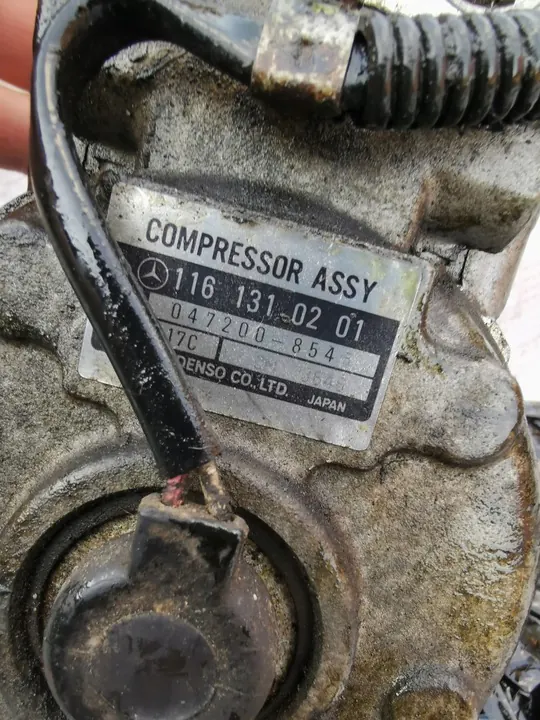 COMPRESSOR ASSY
116 131 02 01
047200-854
17C
DENSO CO., LTD. JAPAN